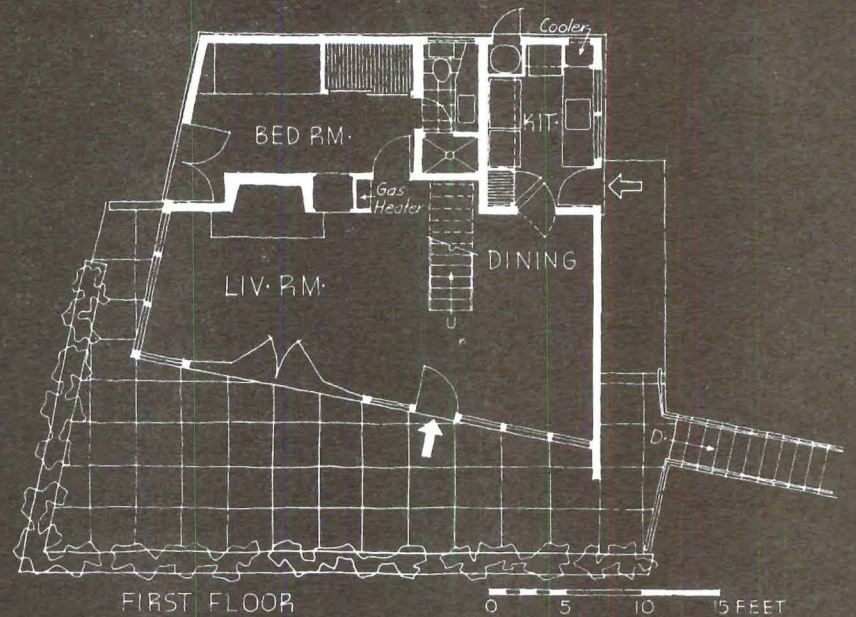 Cooler
KIT.
BED RM.
Gas
Heater
DINING
LIV. RM.
U
D.
FIRST FLOOR
0 5 10 15 FEET